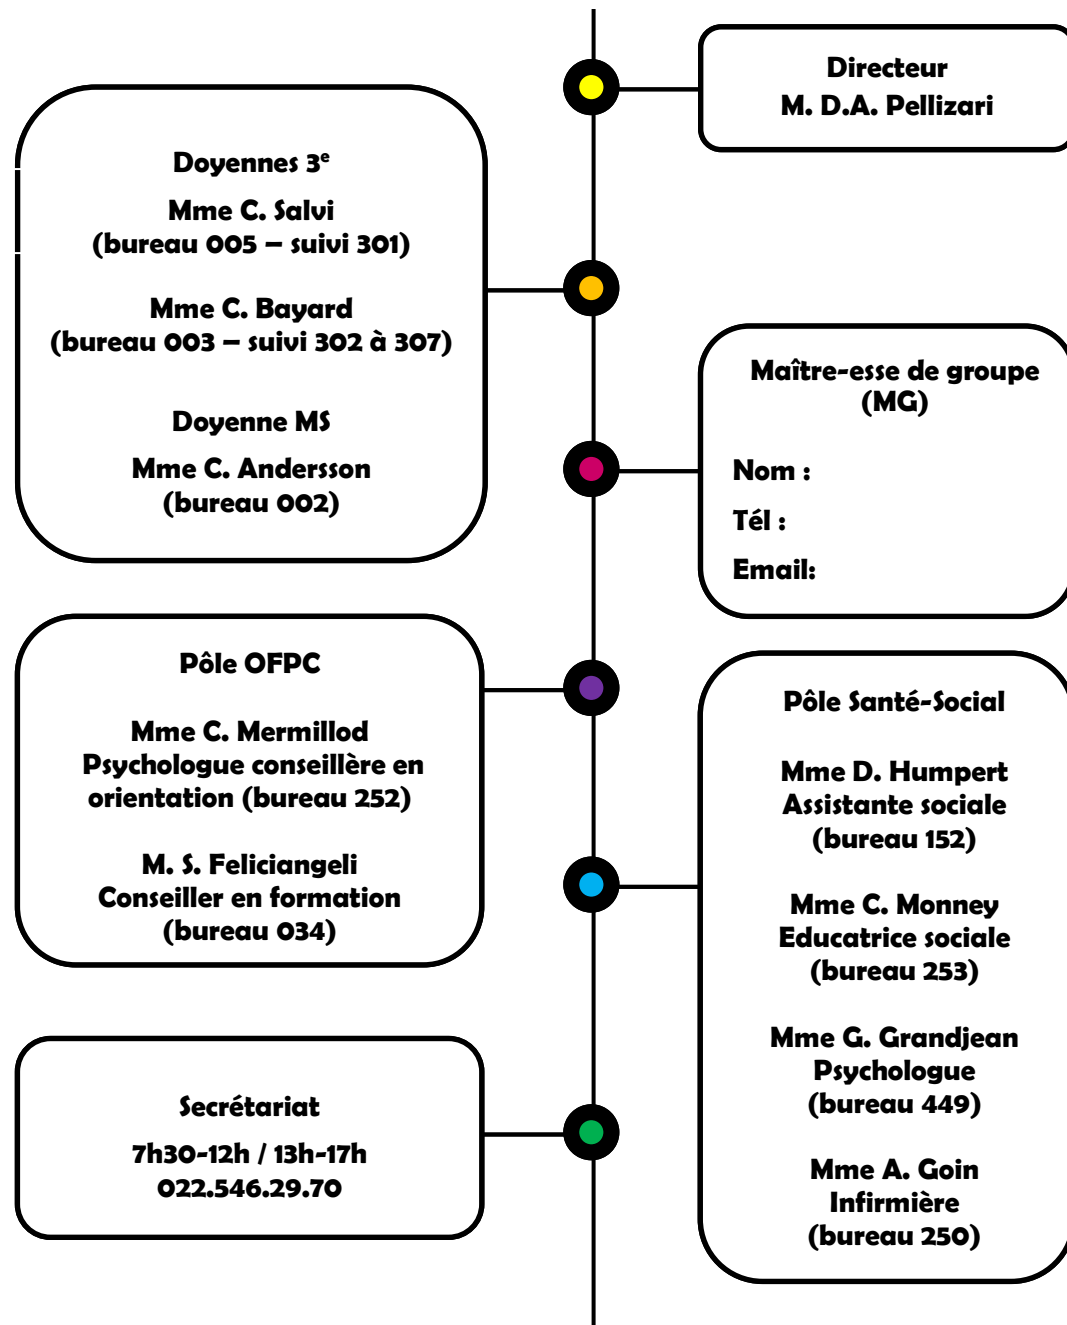 Directeur
M. D.A. Pellizari
Doyennes 3e
Mme C. Salvi
(bureau 005 – suivi 301)
Mme C. Bayard
(bureau 003 – suivi 302 à 307)
Doyenne MS
Mme C. Andersson
(bureau 002)
Maître-esse de groupe
(MG)
Nom :
Tél :
Email:
Pôle OFPC
Mme C. Mermillod
Psychologue conseillère en
orientation (bureau 252)
M. S. Feliciangeli
Conseiller en formation
(bureau 034)
Pôle Santé-Social
Mme D. Humpert
Assistante sociale
(bureau 152)
Mme C. Monney
Educatrice sociale
(bureau 253)
Mme G. Grandjean
Psychologue
(bureau 449)
Mme A. Goin
Infirmière
(bureau 250)
Secrétariat
7h30-12h / 13h-17h
022.546.29.70